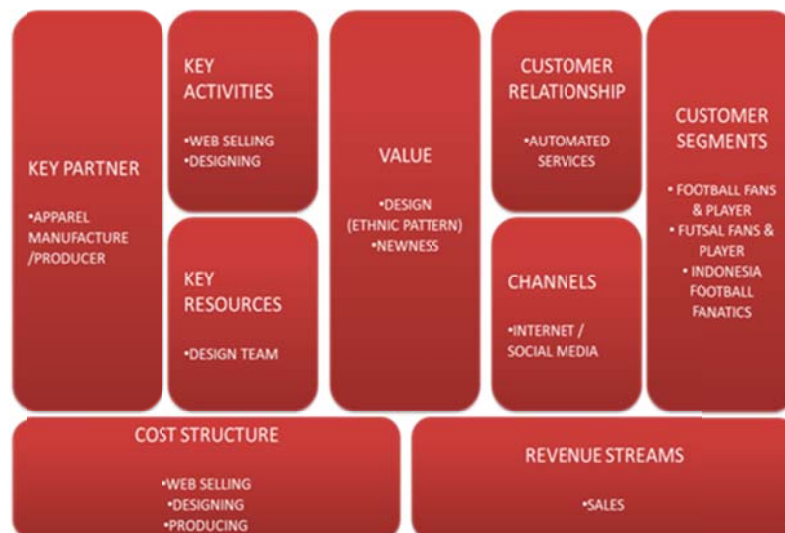 KEY PARTNER
•APPAREL
MANUFACTURE
/PRODUCER
KEY
ACTIVITIES
•WEB SELLING
•DESIGNING
KEY
RESOURCES
•DESIGN TEAM
VALUE
•DESIGN
(ETHNIC PATTERN)
•NEWNESS
CUSTOMER
RELATIONSHIP
•AUTOMATED
SERVICES
CHANNELS
•INTERNET /
SOCIAL MEDIA
CUSTOMER
SEGMENTS
• FOOTBALL FANS
& PLAYER
• FUTSAL FANS &
PLAYER
• INDONESIA
FOOTBALL
FANATICS
COST STRUCTURE
•WEB SELLING
•DESIGNING
•PRODUCING
REVENUE STREAMS
•SALES